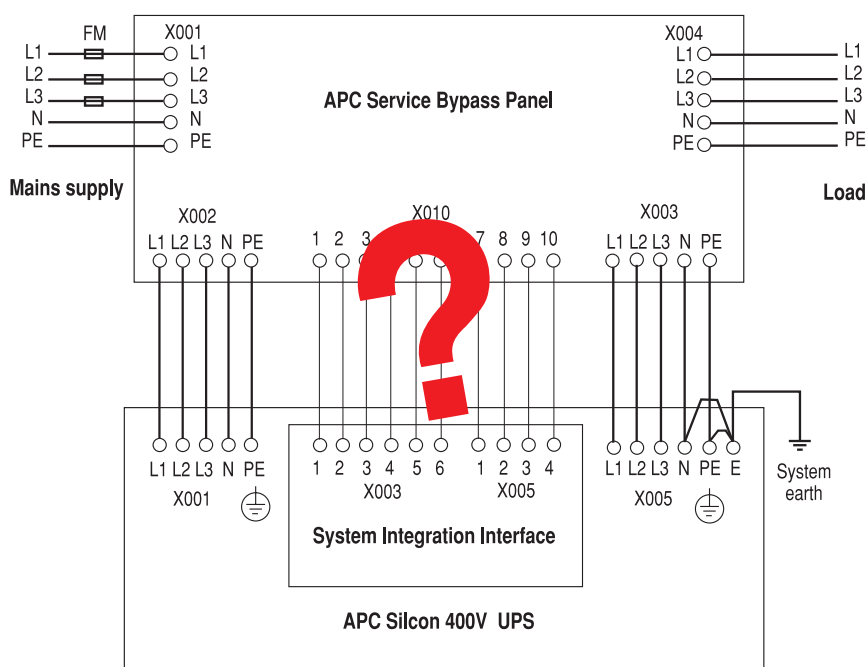 FM X001 X004
L1 L1 L1 L1
L2 L2 L2 L2
L3 L3 L3 L3
APC Service Bypass Panel
N N N N
PE PE PE PE
Mains supply Load
X002 X010 X003
L1 L2 L3 N PE 1 2 3 7 8 9 10 L1 L2 L3 N PE
?
L1 L2 L3 N PE 1 2 3 4 5 6 1 2 3 4 L1 L2 L3 N PE E
X001 X003 X005 X005
System
earth
System Integration Interface
APC Silcon 400V UPS